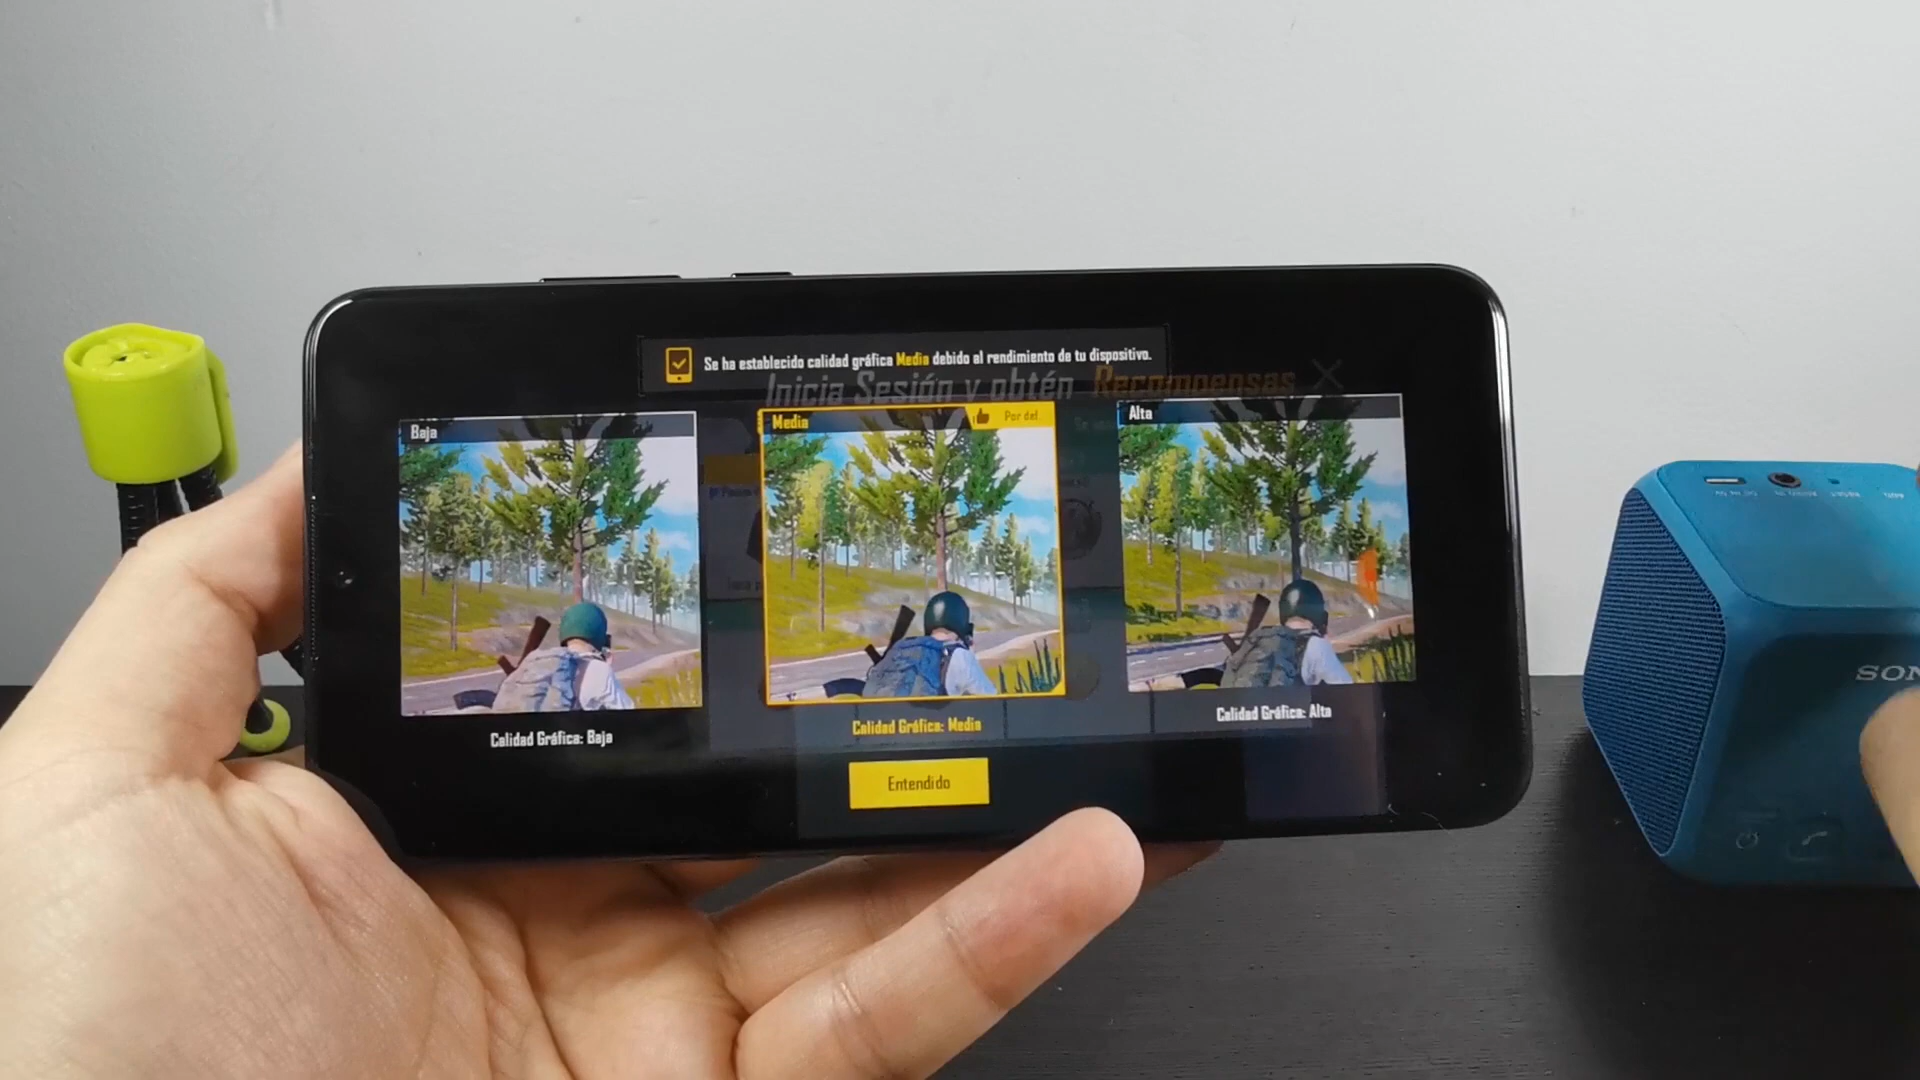 Se ha establecido calidad gráfica Media debido al rendimiento de tu dispositivo.
Inicia Sesión y obtén Recompensas
Baja
Media
Por def.
Alta
Calidad Gráfica: Baja
Calidad Gráfica: Media
Calidad Gráfica: Alta
Entendido
SON